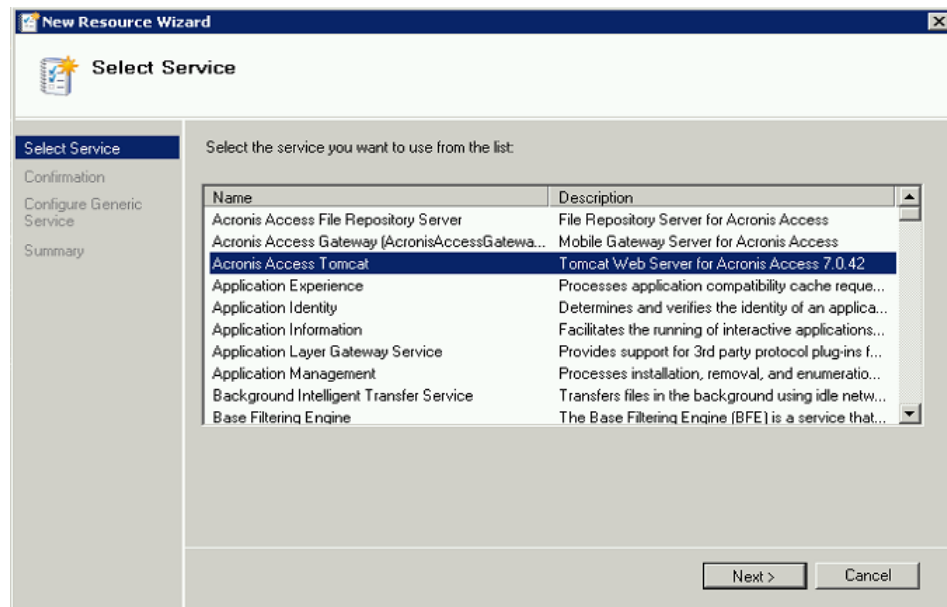 New Resource Wizard
Select Service
Select Service
Confirmation
Configure Generic
Service
Summary
Select the service you want to use from the list:
Name Description
Acronis Access File Repository Server File Repository Server for Acronis Access
Acronis Access Gateway (AcronisAccessGatewa... Mobile Gateway Server for Acronis Access
Acronis Access Tomcat Tomcat Web Server for Acronis Access 7.0.42
Application Experience Processes application compatibility cache reque...
Application Identity Determines and verifies the identity of an applica...
Application Information Facilitates the running of interactive applications...
Application Layer Gateway Service Provides support for 3rd party protocol plug-ins f...
Application Management Processes installation, removal, and enumeratio...
Background Intelligent Transfer Service Transfers files in the background using idle netw...
Base Filtering Engine The Base Filtering Engine (BFE) is a service that...
Next > Cancel